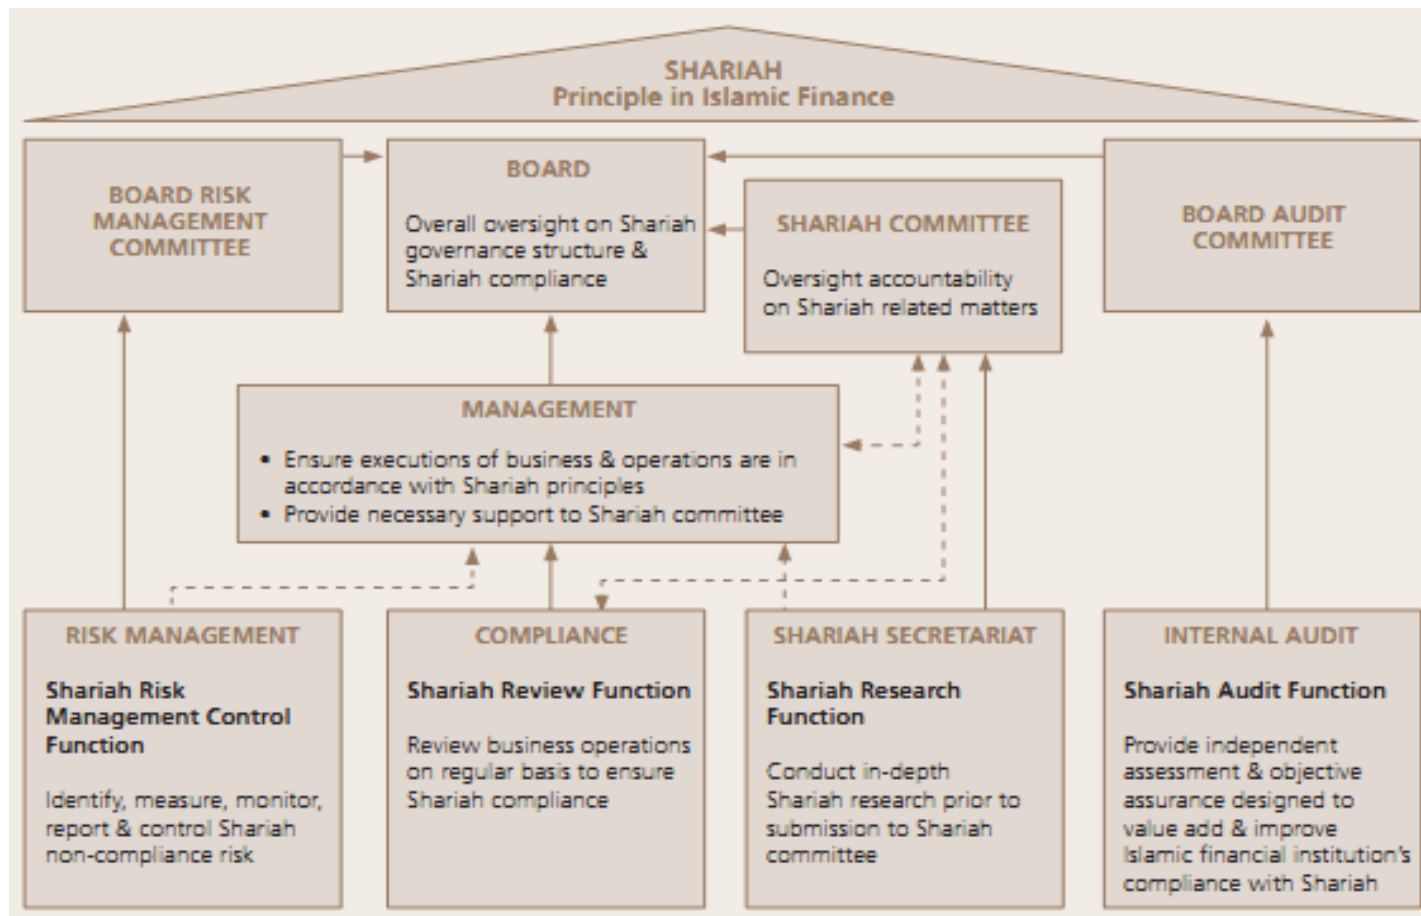 SHARIAH
Principle in Islamic Finance
BOARD RISK
MANAGEMENT
COMMITTEE
BOARD
Overall oversight on Shariah
governance structure &
Shariah compliance
SHARIAH COMMITTEE
Oversight accountability
on Shariah related matters
BOARD AUDIT
COMMITTEE
MANAGEMENT
• Ensure executions of business & operations are in
accordance with Shariah principles
• Provide necessary support to Shariah committee
RISK MANAGEMENT
Shariah Risk
Management Control
Function
Identify, measure, monitor,
report & control Shariah
non-compliance risk
COMPLIANCE
Shariah Review Function
Review business operations
on regular basis to ensure
Shariah compliance
SHARIAH SECRETARIAT
Shariah Research
Function
Conduct in-depth
Shariah research prior to
submission to Shariah
committee
INTERNAL AUDIT
Shariah Audit Function
Provide independent
assessment & objective
assurance designed to
value add & improve
Islamic financial institution's
compliance with Shariah